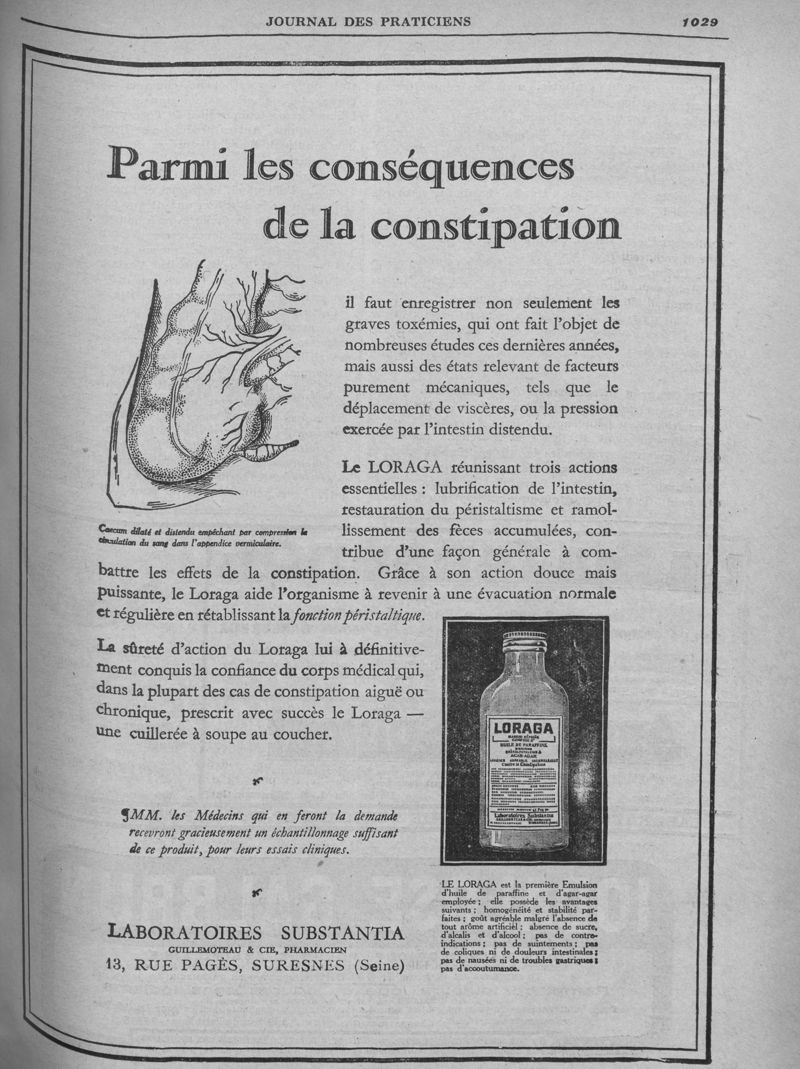 JOURNAL DES PRATICIENS
1029
Parmi les conséquences
de la constipation
il faut enregistrer non seulement les
graves toxémies, qui ont fait l'objet de
nombreuses études ces dernières années,
mais aussi des états relevant de facteurs
purement mécaniques, tels que le
déplacement de viscères, ou la pression
exercée par l'intestin distendu.
Caecum dilaté et distendu empêchant par compression la
circulation du sang dans l'appendice vermiculaire.
Le LORAGA réunissant trois actions
essentielles : lubrification de l'intestin,
restauration du péristaltisme et ramol-
lissement des fèces accumulées, con-
tribue d'une façon générale à com-
battre les effets de la constipation. Grâce à son action douce mais
puissante, le Loraga aide l'organisme à revenir à une évacuation normale
et régulière en rétablissant la fonction péristaltique.
La sûreté d'action du Loraga lui à définitive-
ment conquis la confiance du corps médical qui,
dans la plupart des cas de constipation aiguë ou
chronique, prescrit avec succès le Loraga —
une cuillerée à soupe au coucher.
¶MM. les Médecins qui en feront la demande
recevront gracieusement un échantillonnage suffisant
de ce produit, pour leurs essais cliniques.
LABORATOIRES SUBSTANTIA
GUILLEMOTEAU & CIE, PHARMACIEN
13, RUE PAGÈS, SURESNES (Seine)
LORAGA
HUILE DE PARAFFINE
AGAR-AGAR
Contre la Constipation
Laboratoires Substantia
LE LORAGA est la première Emulsion
d'huile de paraffine et d'agar-agar
employée ; elle possède les avantages
suivants ; homogénéité et stabilité par-
faites ; goût agréable malgré l'absence de
tout arôme artificiel ; absence de sucre,
d'alcalis et d'alcool ; pas de contre-
indications ; pas de suintements ; pas
de coliques ni de douleurs intestinales ;
pas de nausées ni de troubles gastriques ;
pas d'accoutumance.